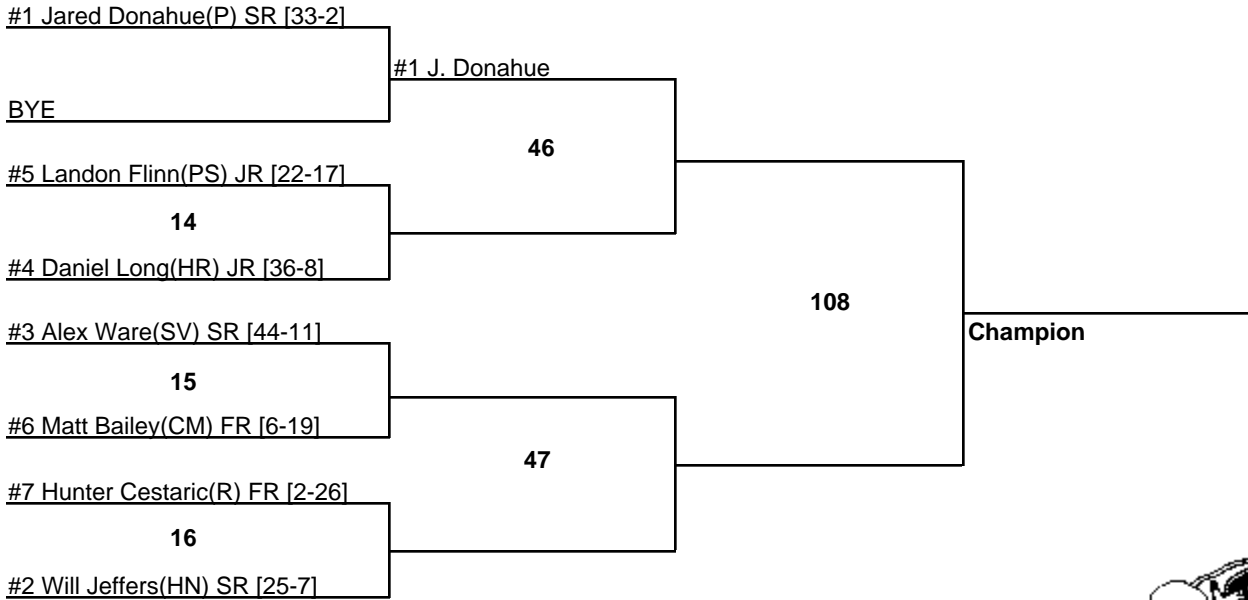 #1 Jared Donahue(P) SR [33-2]
#1 J. Donahue
BYE
46
#5 Landon Flinn(PS) JR [22-17]
14
#4 Daniel Long(HR) JR [36-8]
108
#3 Alex Ware(SV) SR [44-11]
Champion
15
#6 Matt Bailey(CM) FR [6-19]
47
#7 Hunter Cestaric(R) FR [2-26]
16
#2 Will Jeffers(HN) SR [25-7]